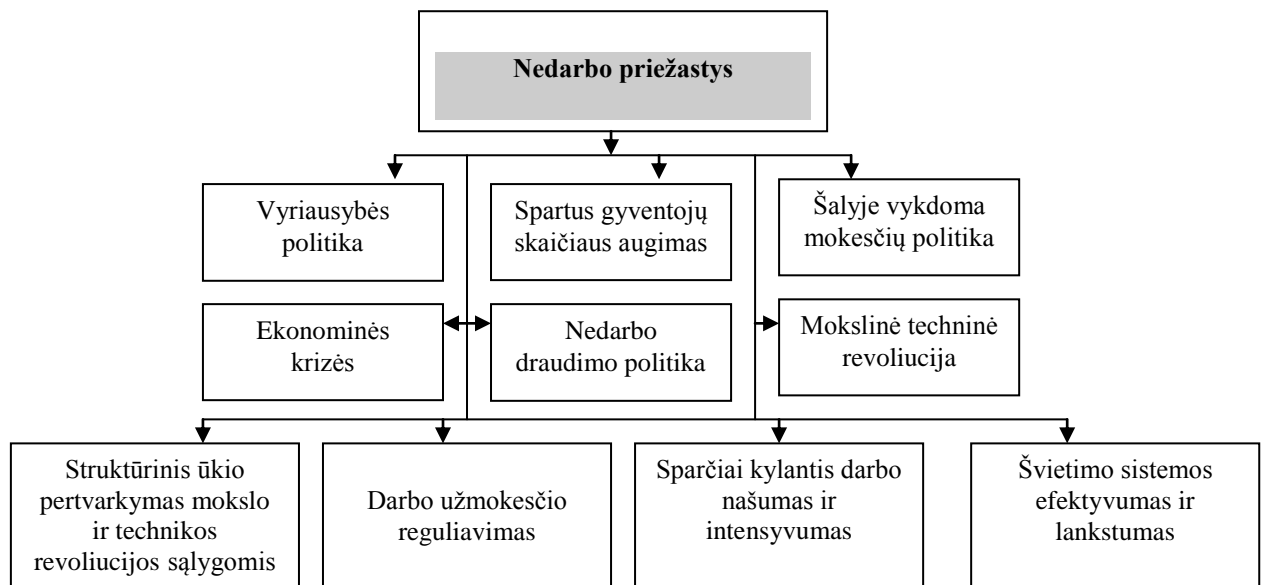 Nedarbo priežastys
Vyriausybės
politika
Spartus gyventojų
skaičiaus augimas
Šalyje vykdoma
mokesčių politika
Ekonominės
krizės
Nedarbo
draudimo politika
Mokslinė techninė
revoliucija
Struktūrinis ūkio
pertvarkymas mokslo
ir technikos
revoliucijos sąlygomis
Darbo užmokesčio
reguliavimas
Sparčiai kylantis darbo
našumas ir
intensyvumas
Švietimo sistemos
efektyvumas ir
lankstumas